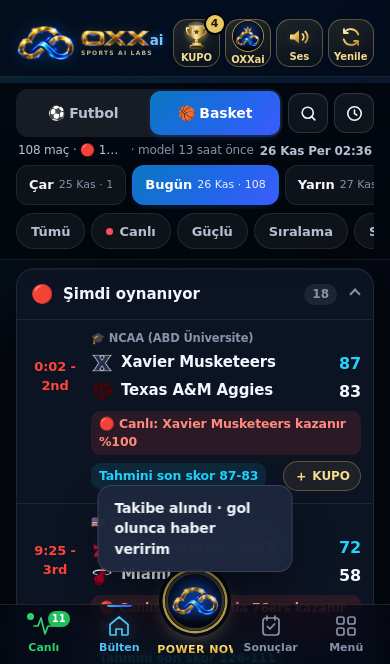 OXX ai
SPORTS AI LABS
KUPO
4
OXXai
Ses
Yenile
Futbol
Basket
108 maç · 1... · model 13 saat önce 26 Kas Per 02:36
Çar 25 Kas · 1
Bugün 26 Kas · 108
Yarın 27 Kas
Tümü
Canlı
Güçlü
Sıralama
Şimdi oynanıyor 18
NCAA (ABD Üniversite)
0:02 -
2nd
Xavier Musketeers 87
Texas A&M Aggies 83
Canlı: Xavier Musketeers kazanır
%100
Tahmini son skor 87-83
+ KUPO
Takibe alındı · gol
olunca haber
veririm
9:25 -
3rd
72
Miami 58
11
Canlı
Bülten
POWER NOW
Sonuçlar
Menü